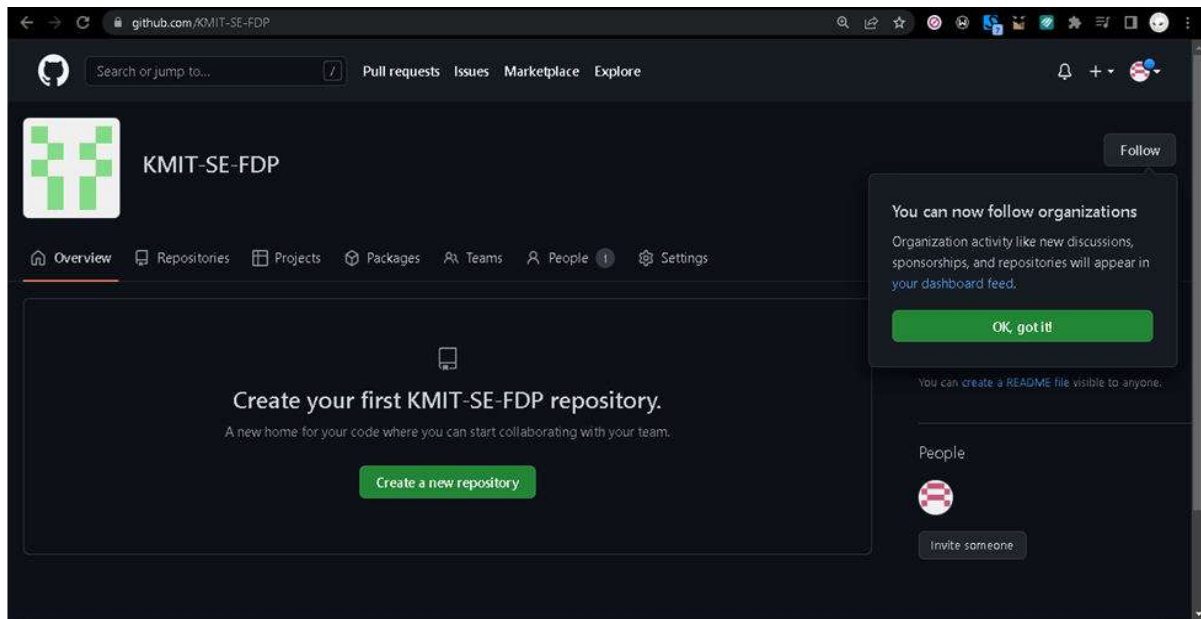 github.com/KMIT-SE-FDP
7
Search or jump to...
/
Pull requests Issues Marketplace Explore
KMIT-SE-FDP
Follow
You can now follow organizations
Organization activity like new discussions,
sponsorships, and repositories will appear in
your dashboard feed.
OK, got it!
Overview Repositories Projects Packages Teams People 1 Settings
Create your first KMIT-SE-FDP repository.
A new home for your code where you can start collaborating with your team.
Create a new repository
You can create a README file visible to anyone.
People
Invite someone